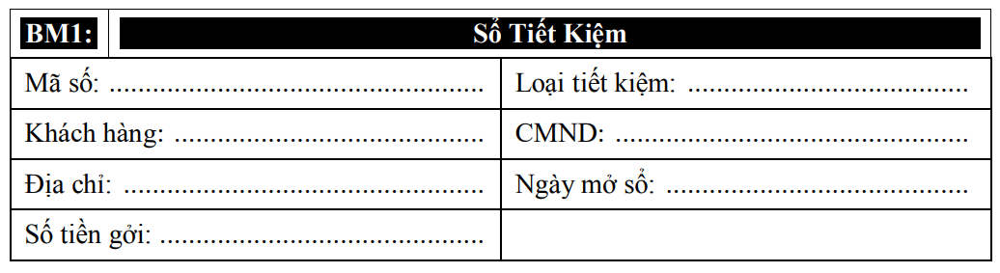 BM1: Sổ Tiết Kiệm
Mã số: .................................................... Loại tiết kiệm: .......................................
Khách hàng: ........................................... CMND: .................................................
Địa chỉ: .................................................. Ngày mở sổ: ..........................................
Số tiền gởi: .............................................